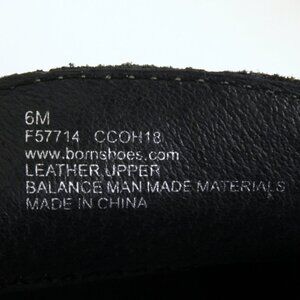 6M
F57714 CCOH18
www.bornshoes.com
LEATHER UPPER
BALANCE MAN MADE MATERIALS
MADE IN CHINA